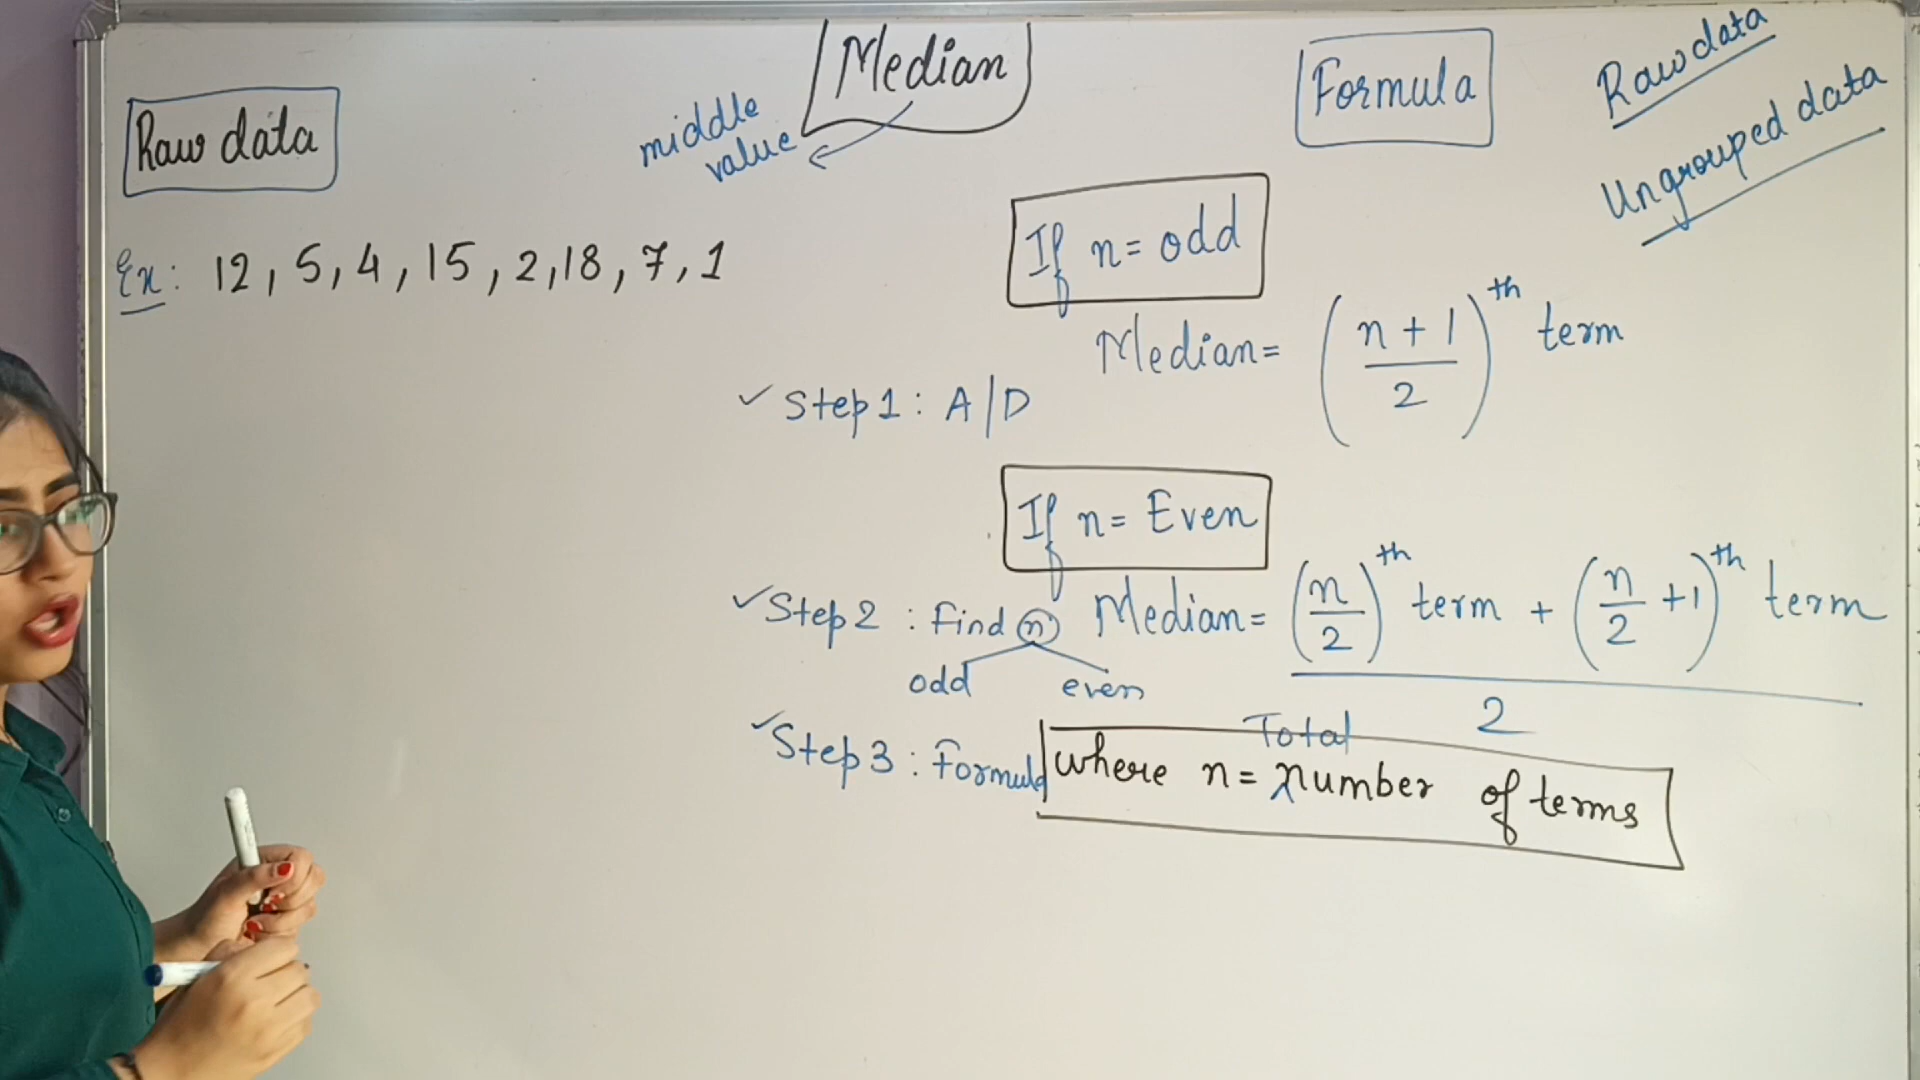 Median
middle
value
Raw data
Ex: 12, 5, 4, 15, 2, 18, 7, 1
Formula
Raw data
Ungrouped data
If n = odd
Median = (n + 1 / 2)th term
✓ Step 1 : A/D
If n = Even
✓ Step 2 : Find n
odd even
Median = (n/2)th term + (n/2 + 1)th term / 2
✓ Step 3 : Formula
Total
where n = number of terms